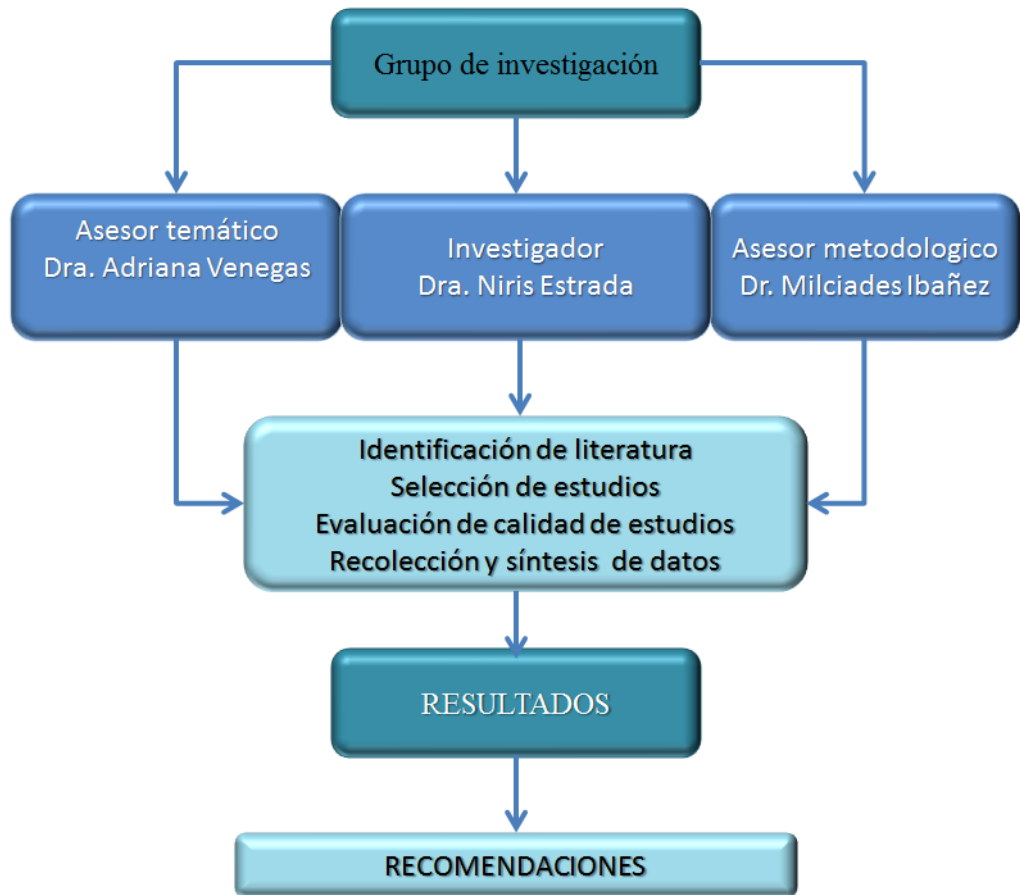 Grupo de investigación
Asesor temático
Dra. Adriana Venegas
Investigador
Dra. Niris Estrada
Asesor metodologico
Dr. Milciades Ibañez
Identificación de literatura
Selección de estudios
Evaluación de calidad de estudios
Recolección y síntesis de datos
RESULTADOS
RECOMENDACIONES